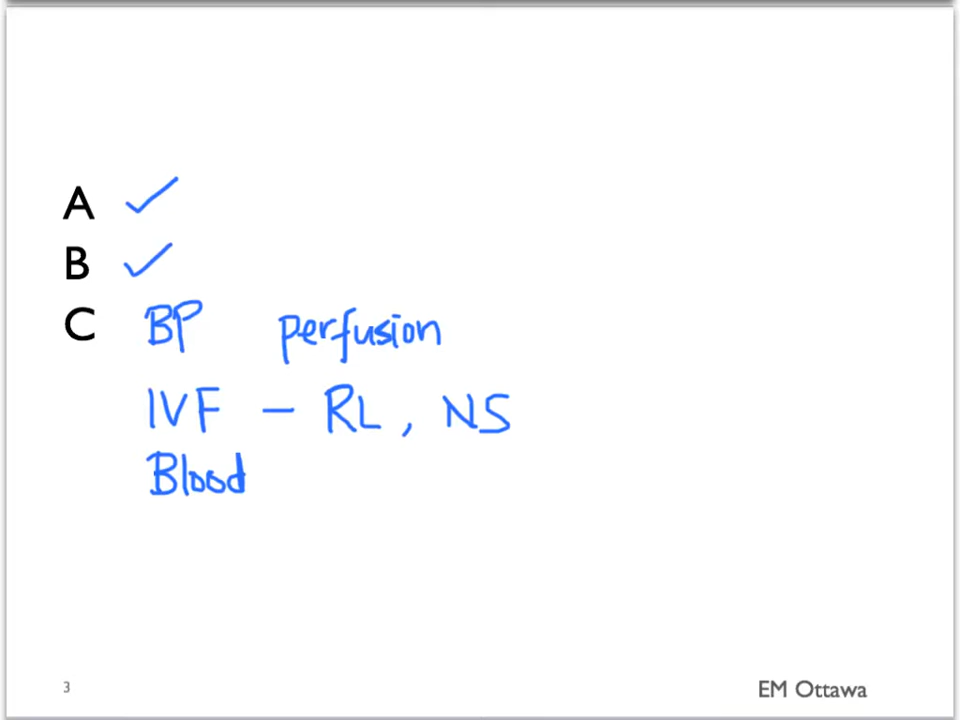 A ✓
B ✓
C BP perfusion
IVF – RL, NS
Blood
3 EM Ottawa